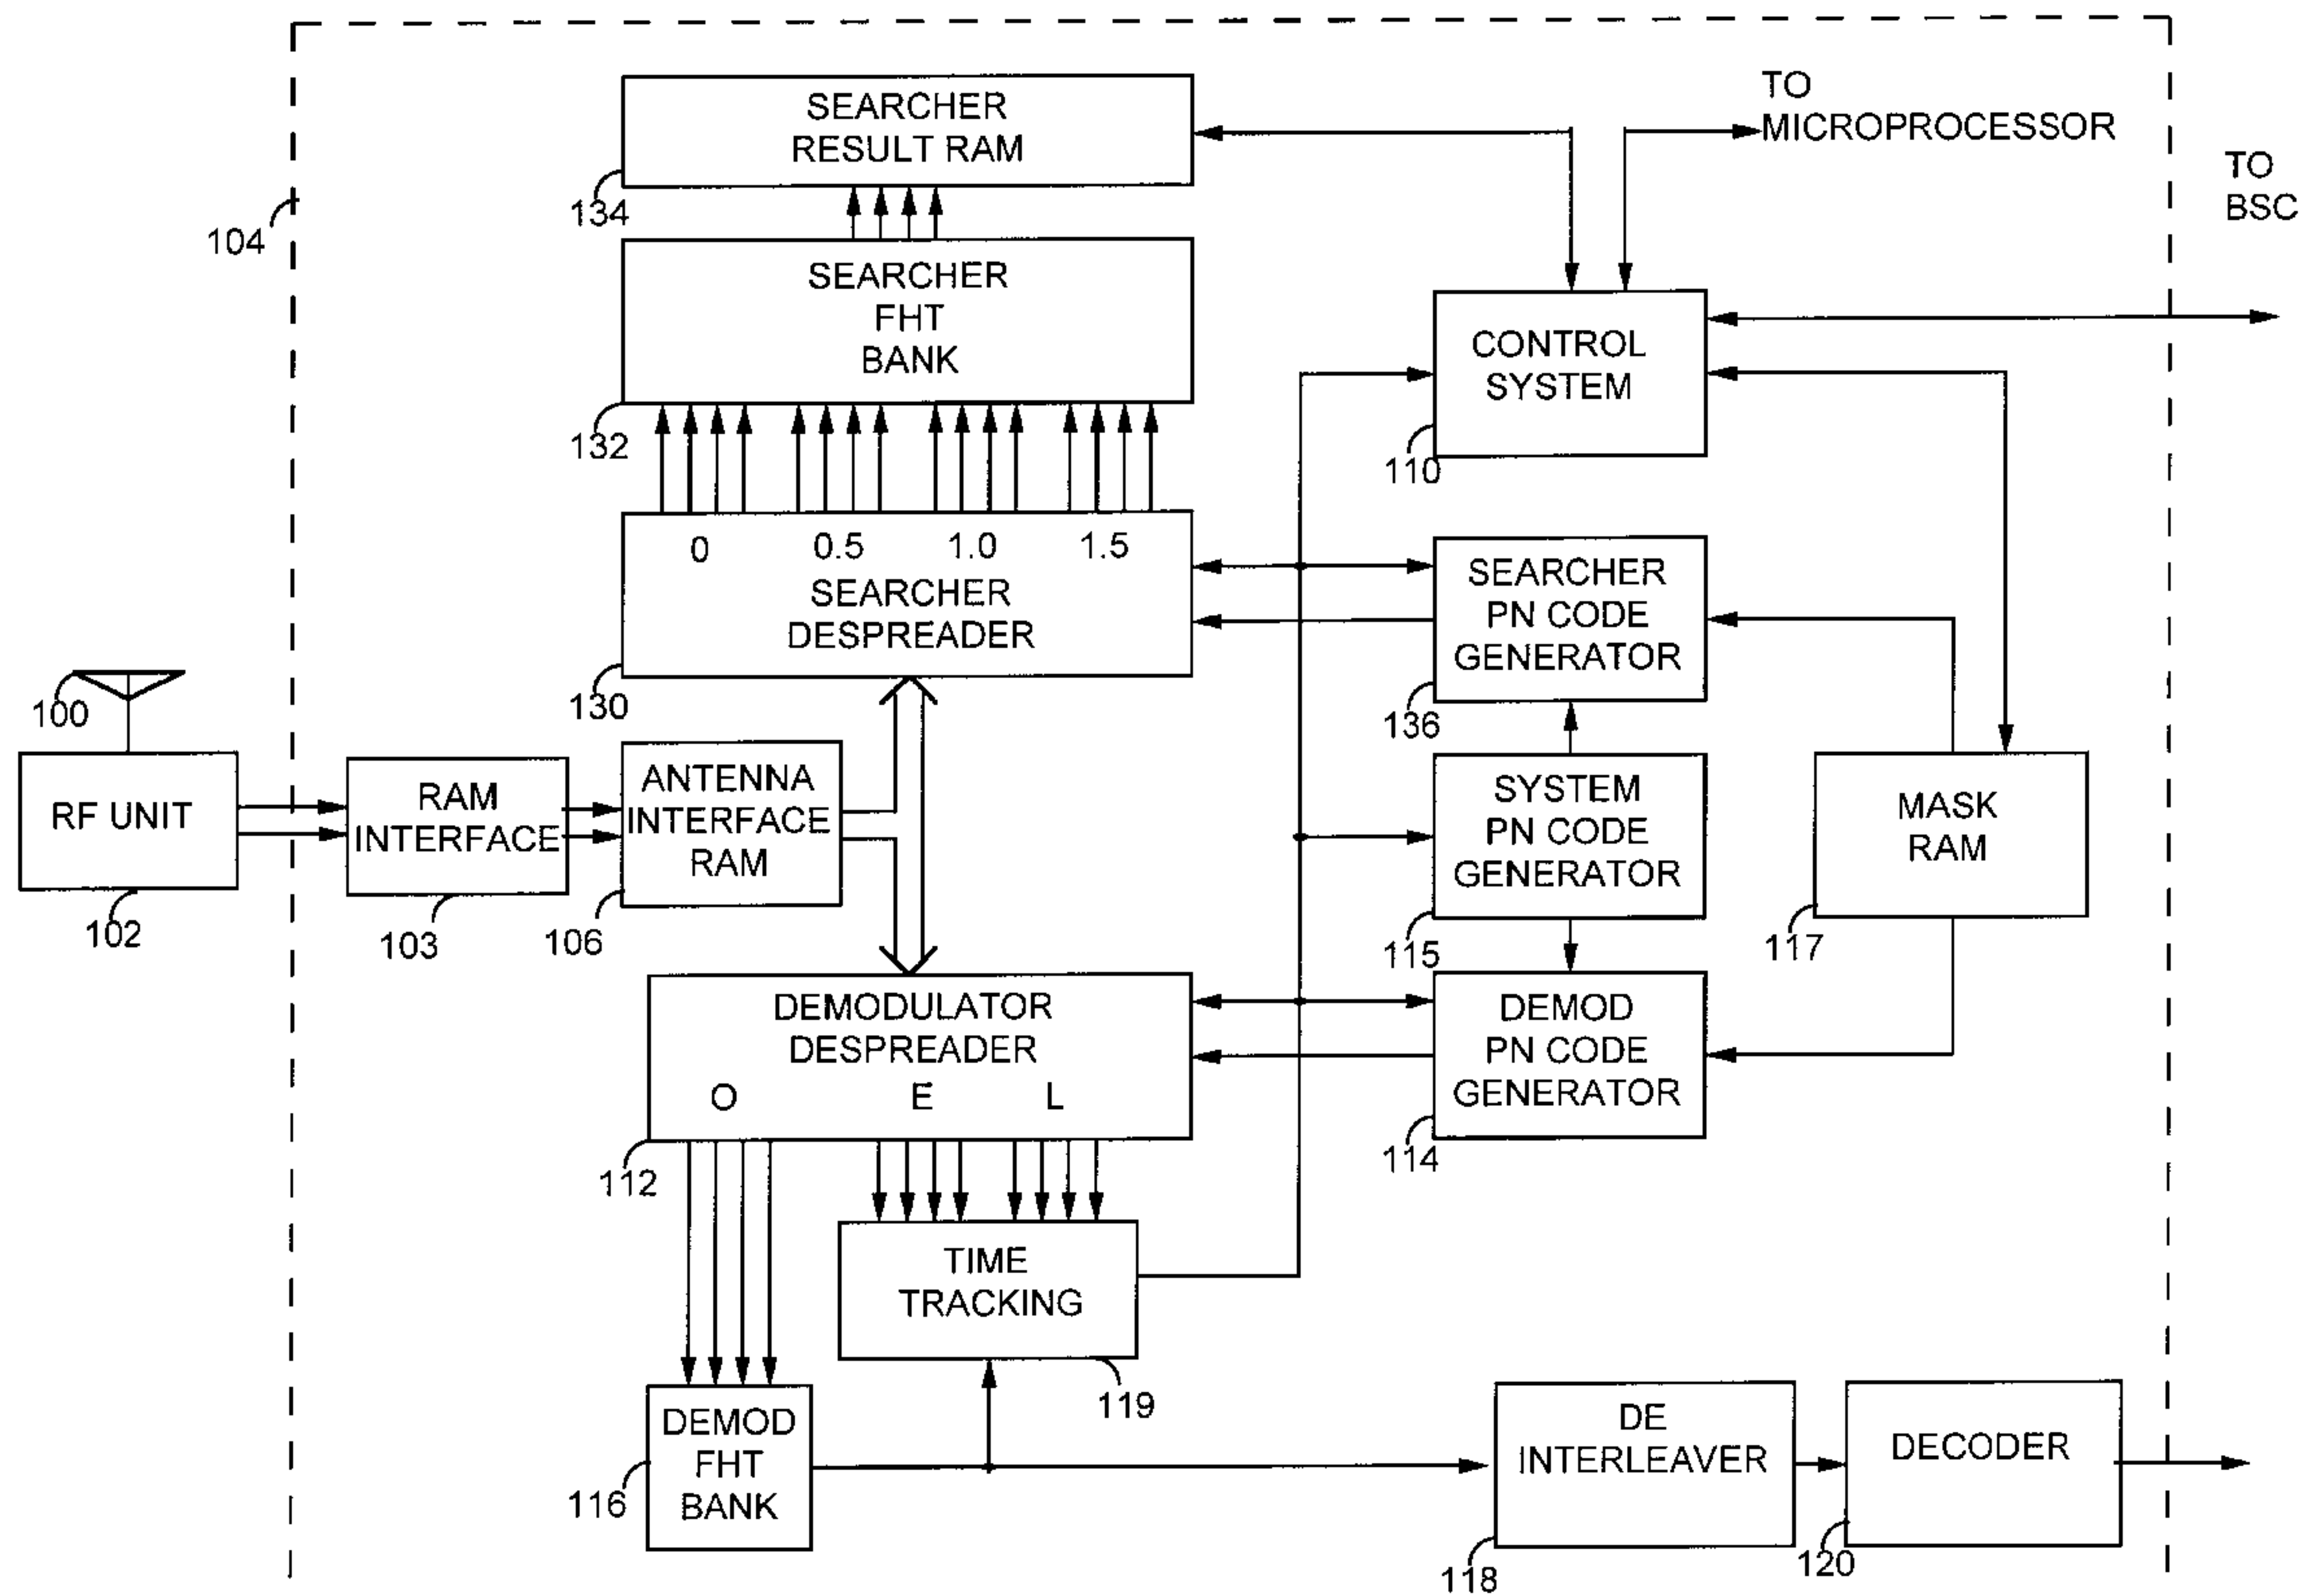 TO
MICROPROCESSOR
TO
BSC
104
SEARCHER
RESULT RAM
134
SEARCHER
FHT
BANK
132
CONTROL
SYSTEM
110
0 0.5 1.0 1.5
SEARCHER
DESPREADER
130
SEARCHER
PN CODE
GENERATOR
136
100
RF UNIT
102
RAM
INTERFACE
103
ANTENNA
INTERFACE
RAM
106
SYSTEM
PN CODE
GENERATOR
115
MASK
RAM
117
DEMODULATOR
DESPREADER
O E L
112
DEMOD
PN CODE
GENERATOR
114
TIME
TRACKING
119
DEMOD
FHT
BANK
116
DE
INTERLEAVER
118
DECODER
120